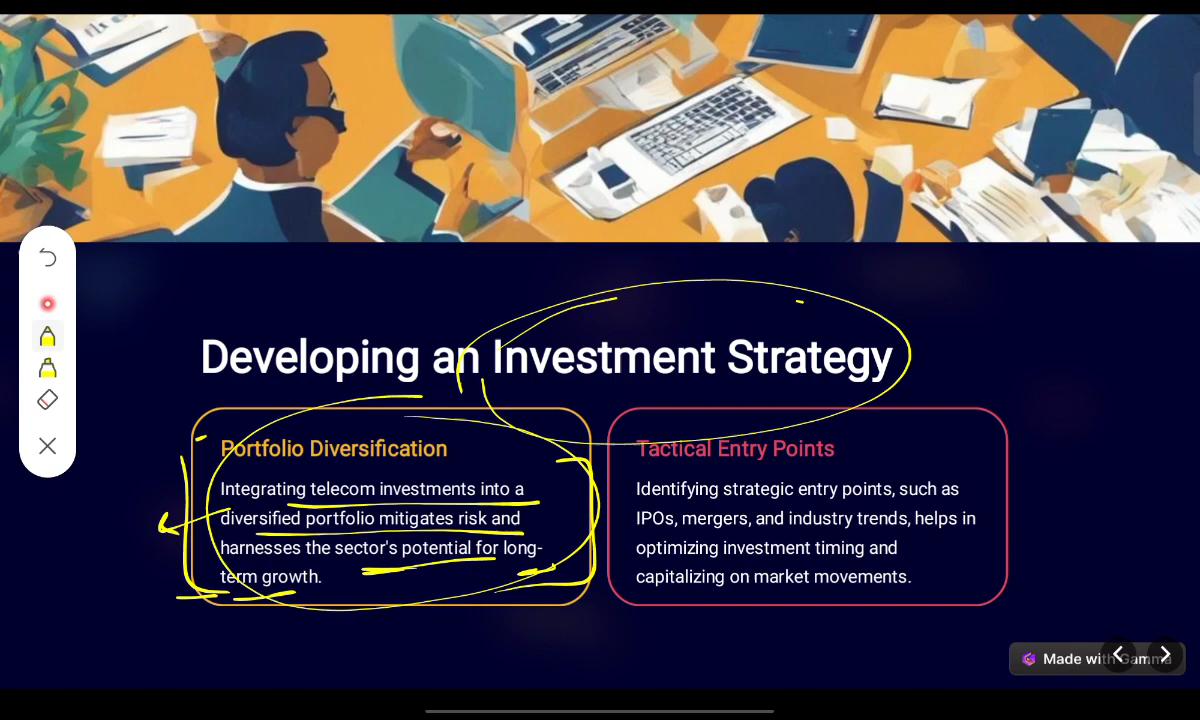 Developing an Investment Strategy
Portfolio Diversification
Integrating telecom investments into a
diversified portfolio mitigates risk and
harnesses the sector's potential for long-
term growth.
Tactical Entry Points
Identifying strategic entry points, such as
IPOs, mergers, and industry trends, helps in
optimizing investment timing and
capitalizing on market movements.
Made with Gamma